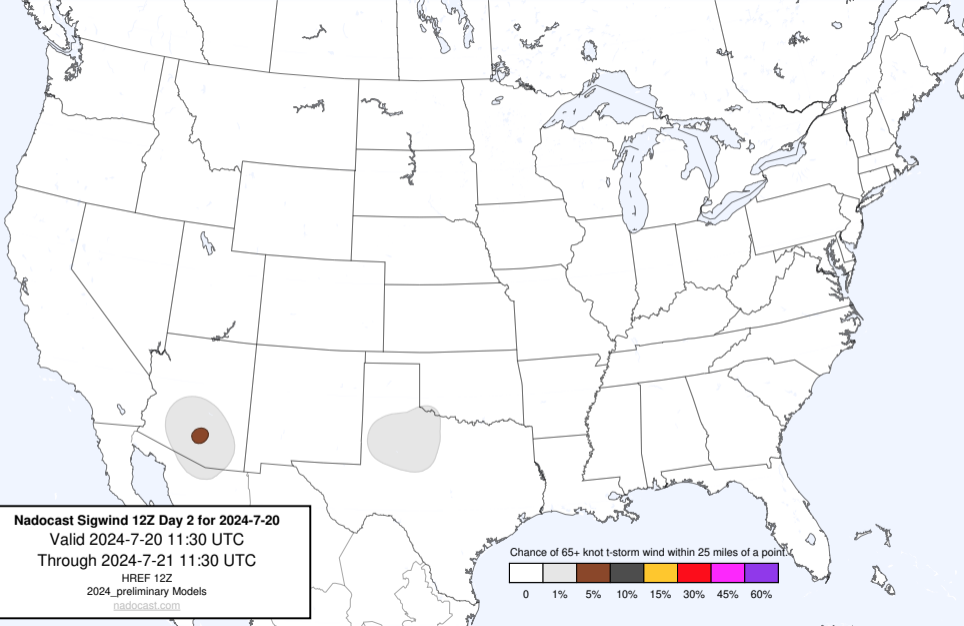 Nadocast Sigwind 12Z Day 2 for 2024-7-20
Valid 2024-7-20 11:30 UTC
Through 2024-7-21 11:30 UTC
HREF 12Z
2024_preliminary Models
nadocast.com
Chance of 65+ knot t-storm wind within 25 miles of a point.
0 1% 5% 10% 15% 30% 45% 60%